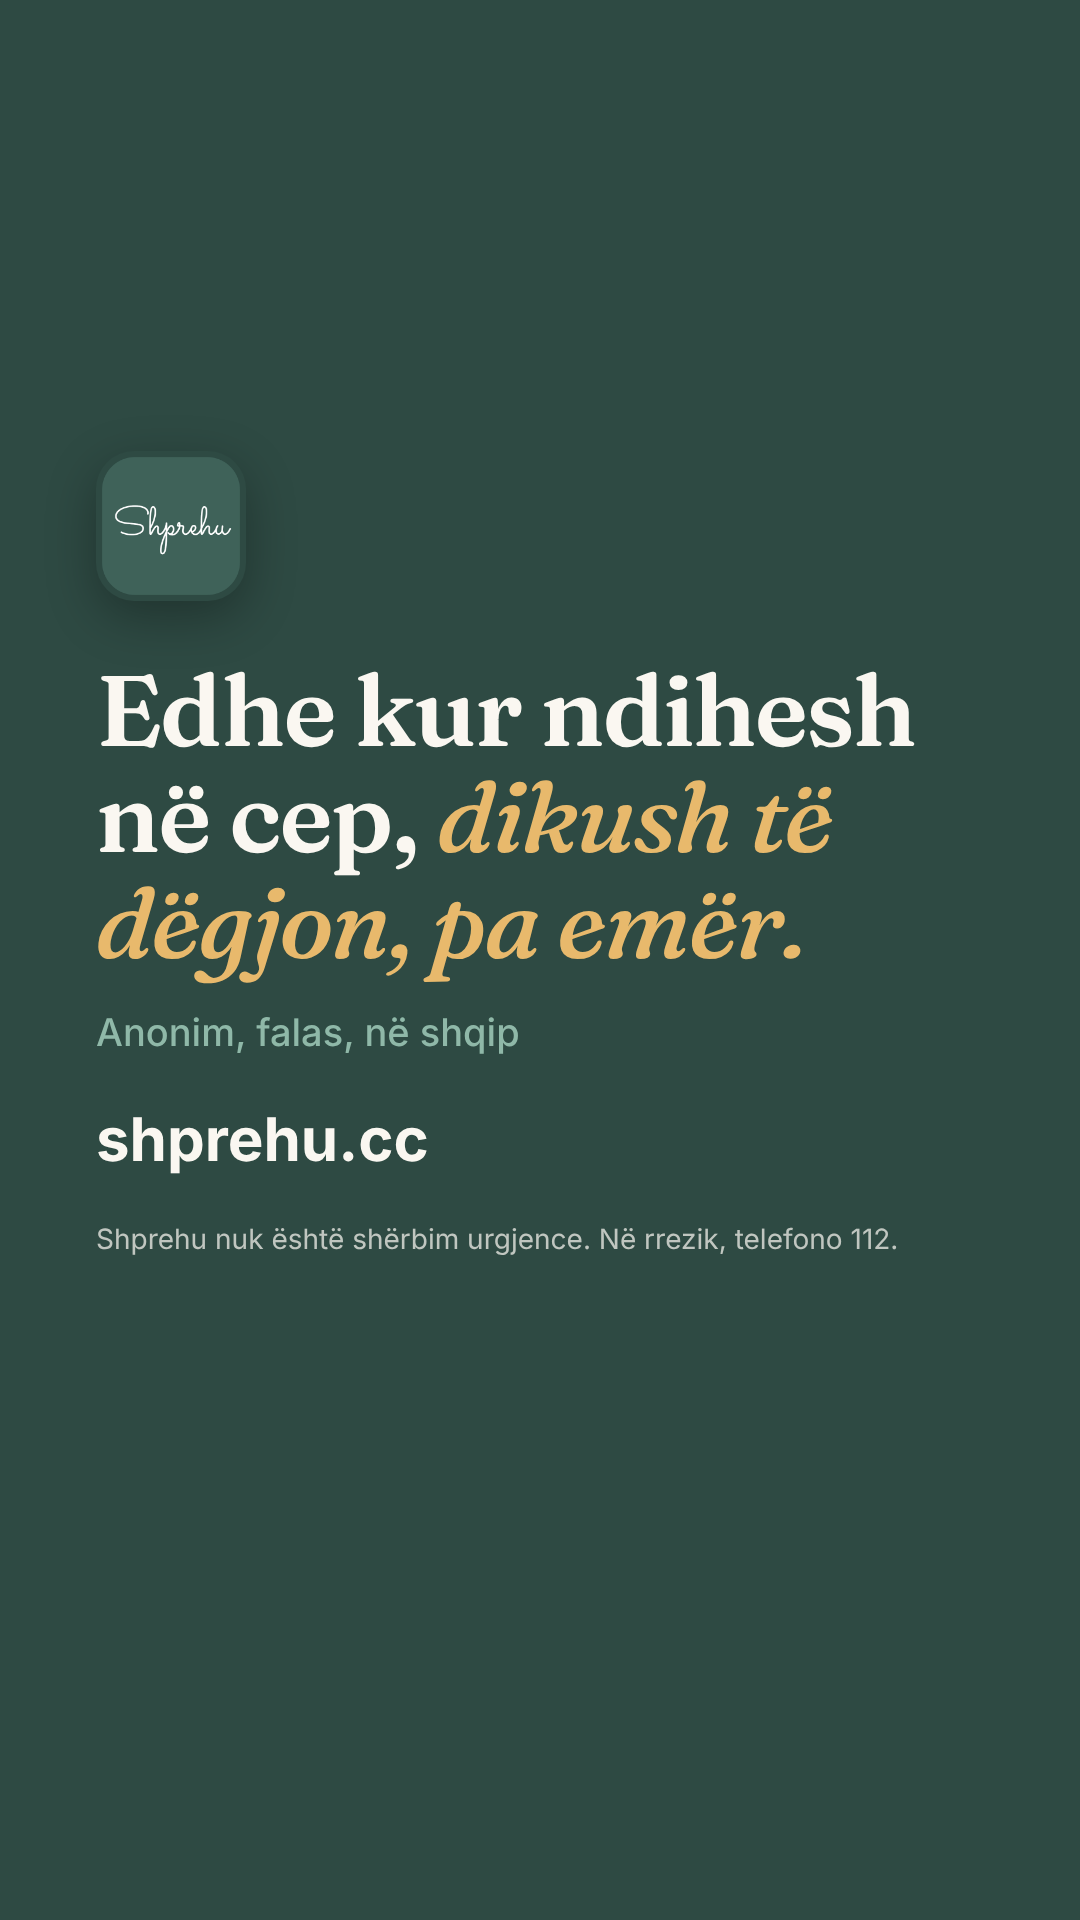 Shprehu
Edhe kur ndihesh
në cep, dikush të
dëgjon, pa emër.
Anonim, falas, në shqip
shprehu.cc
Shprehu nuk është shërbim urgjence. Në rrezik, telefono 112.